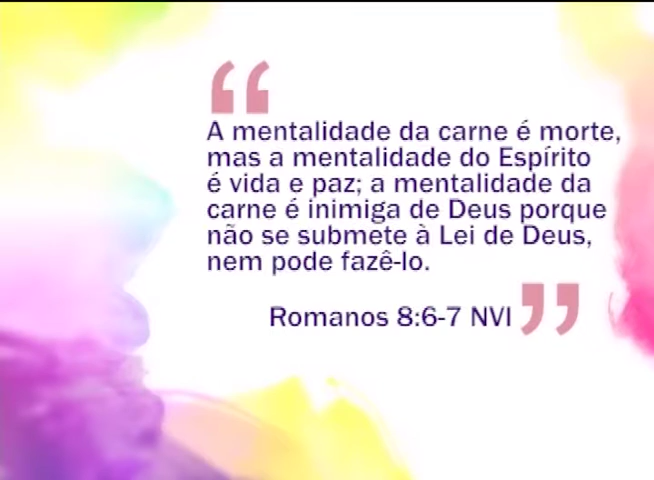 “
A mentalidade da carne é morte,
mas a mentalidade do Espírito
é vida e paz; a mentalidade da
carne é inimiga de Deus porque
não se submete à Lei de Deus,
nem pode fazê-lo.
Romanos 8:6-7 NVI ”